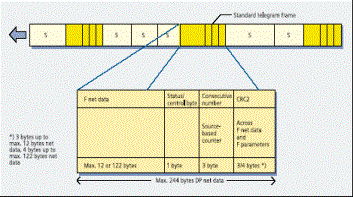 Standard telegram frame
S S S S S S
F net data
Status/
control byte
Consecutive
number
CRC2
Source-
based
counter
Across
F net data
and
F parameters
Max. 12 or 122 bytes
1 byte
3 byte
3/4 bytes *)
*) 3 bytes up to
max. 12 bytes net
data, 4 bytes up to
max. 122 bytes net
data
Max. 244 bytes DP net data